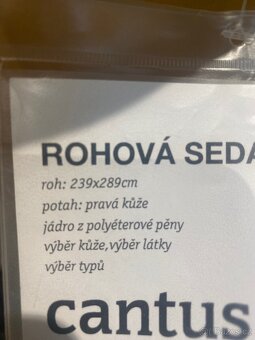 ROHOVÁ SEDA
roh: 239x289cm
potah: pravá kůže
jádro z polyéterové pěny
výběr kůže,výběr látky
výběr typů
cantus